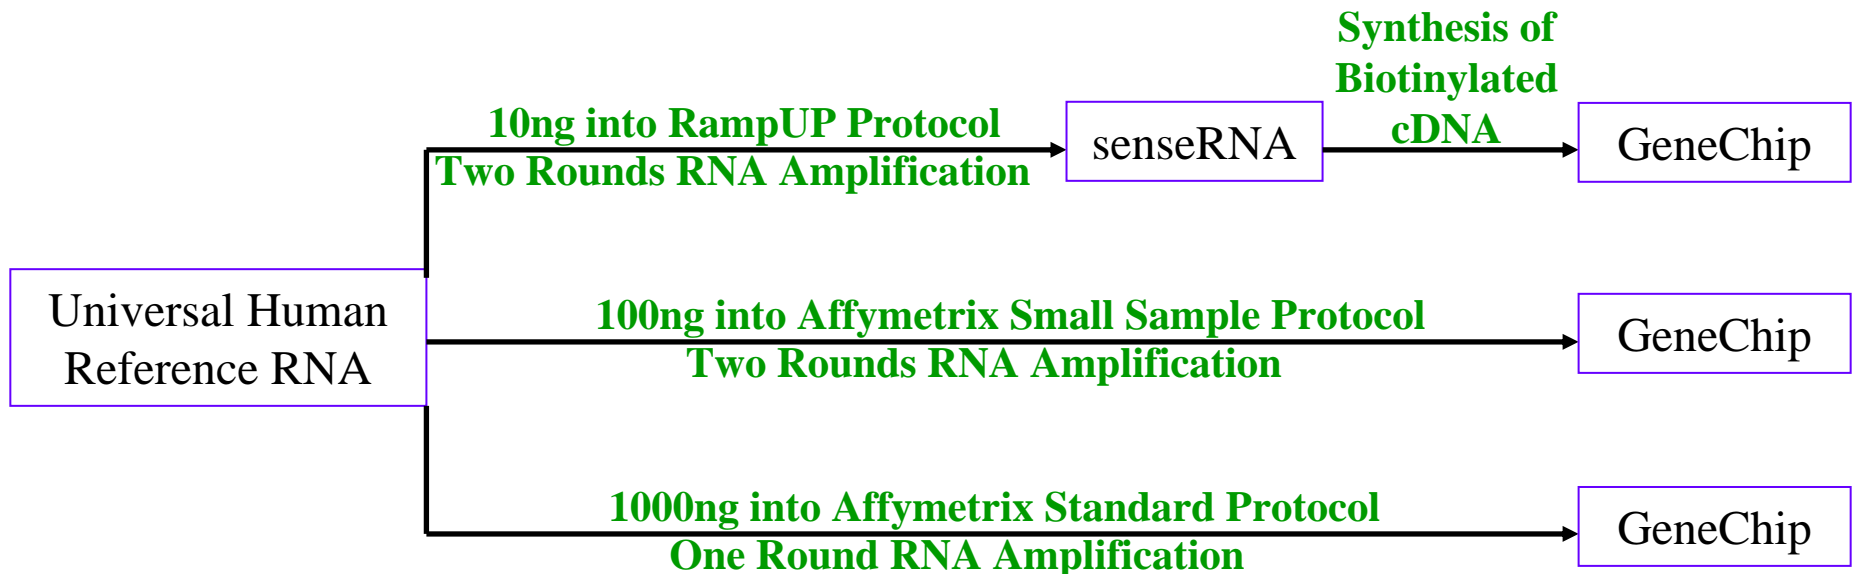 Synthesis of
Biotinylated
cDNA
10ng into RampUP Protocol
Two Rounds RNA Amplification
senseRNA
GeneChip
Universal Human
Reference RNA
100ng into Affymetrix Small Sample Protocol
Two Rounds RNA Amplification
GeneChip
1000ng into Affymetrix Standard Protocol
One Round RNA Amplification
GeneChip